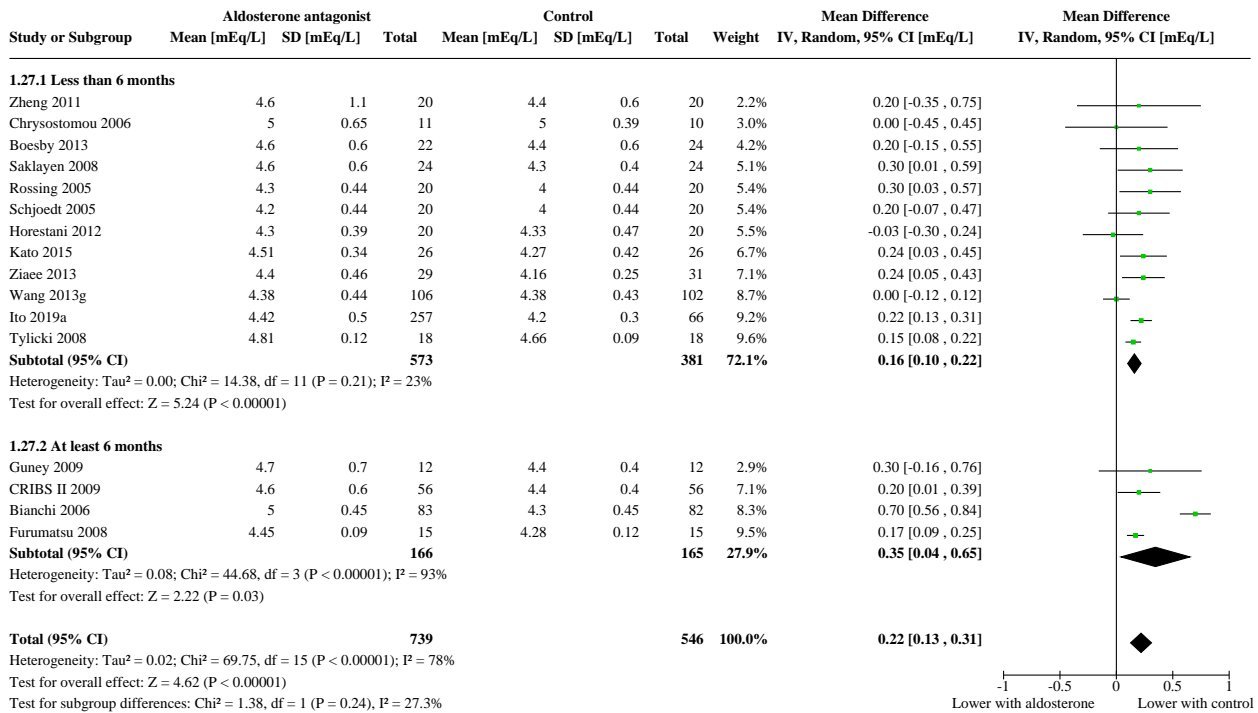 Aldosterone antagonist Control Mean Difference Mean Difference
Study or Subgroup Mean [mEq/L] SD [mEq/L] Total Mean [mEq/L] SD [mEq/L] Total Weight IV, Random, 95% CI [mEq/L] IV, Random, 95% CI [mEq/L]
1.27.1 Less than 6 months
Zheng 2011 4.6 1.1 20 4.4 0.6 20 2.2% 0.20 [-0.35 , 0.75]
Chrysostomou 2006 5 0.65 11 5 0.39 10 3.0% 0.00 [-0.45 , 0.45]
Boesby 2013 4.6 0.6 22 4.4 0.6 24 4.2% 0.20 [-0.15 , 0.55]
Saklayen 2008 4.6 0.6 24 4.3 0.4 24 5.1% 0.30 [0.01 , 0.59]
Rossing 2005 4.3 0.44 20 4 0.44 20 5.4% 0.30 [0.03 , 0.57]
Schjoedt 2005 4.2 0.44 20 4 0.44 20 5.4% 0.20 [-0.07 , 0.47]
Horestani 2012 4.3 0.39 20 4.33 0.47 20 5.5% -0.03 [-0.30 , 0.24]
Kato 2015 4.51 0.34 26 4.27 0.42 26 6.7% 0.24 [0.03 , 0.45]
Ziaee 2013 4.4 0.46 29 4.16 0.25 31 7.1% 0.24 [0.05 , 0.43]
Wang 2013g 4.38 0.44 106 4.38 0.43 102 8.7% 0.00 [-0.12 , 0.12]
Ito 2019a 4.42 0.5 257 4.2 0.3 66 9.2% 0.22 [0.13 , 0.31]
Tylicki 2008 4.81 0.12 18 4.66 0.09 18 9.6% 0.15 [0.08 , 0.22]
Subtotal (95% CI) 573 381 72.1% 0.16 [0.10 , 0.22]
Heterogeneity: Tau² = 0.00; Chi² = 14.38, df = 11 (P = 0.21); I² = 23%
Test for overall effect: Z = 5.24 (P < 0.00001)
1.27.2 At least 6 months
Guney 2009 4.7 0.7 12 4.4 0.4 12 2.9% 0.30 [-0.16 , 0.76]
CRIBS II 2009 4.6 0.6 56 4.4 0.4 56 7.1% 0.20 [0.01 , 0.39]
Bianchi 2006 5 0.45 83 4.3 0.45 82 8.3% 0.70 [0.56 , 0.84]
Furumatsu 2008 4.45 0.09 15 4.28 0.12 15 9.5% 0.17 [0.09 , 0.25]
Subtotal (95% CI) 166 165 27.9% 0.35 [0.04 , 0.65]
Heterogeneity: Tau² = 0.08; Chi² = 44.68, df = 3 (P < 0.00001); I² = 93%
Test for overall effect: Z = 2.22 (P = 0.03)
Total (95% CI) 739 546 100.0% 0.22 [0.13 , 0.31]
Heterogeneity: Tau² = 0.02; Chi² = 69.75, df = 15 (P < 0.00001); I² = 78%
Test for overall effect: Z = 4.62 (P < 0.00001)
-1 -0.5 0 0.5 1
Test for subgroup differences: Chi² = 1.38, df = 1 (P = 0.24), I² = 27.3% Lower with aldosterone Lower with control